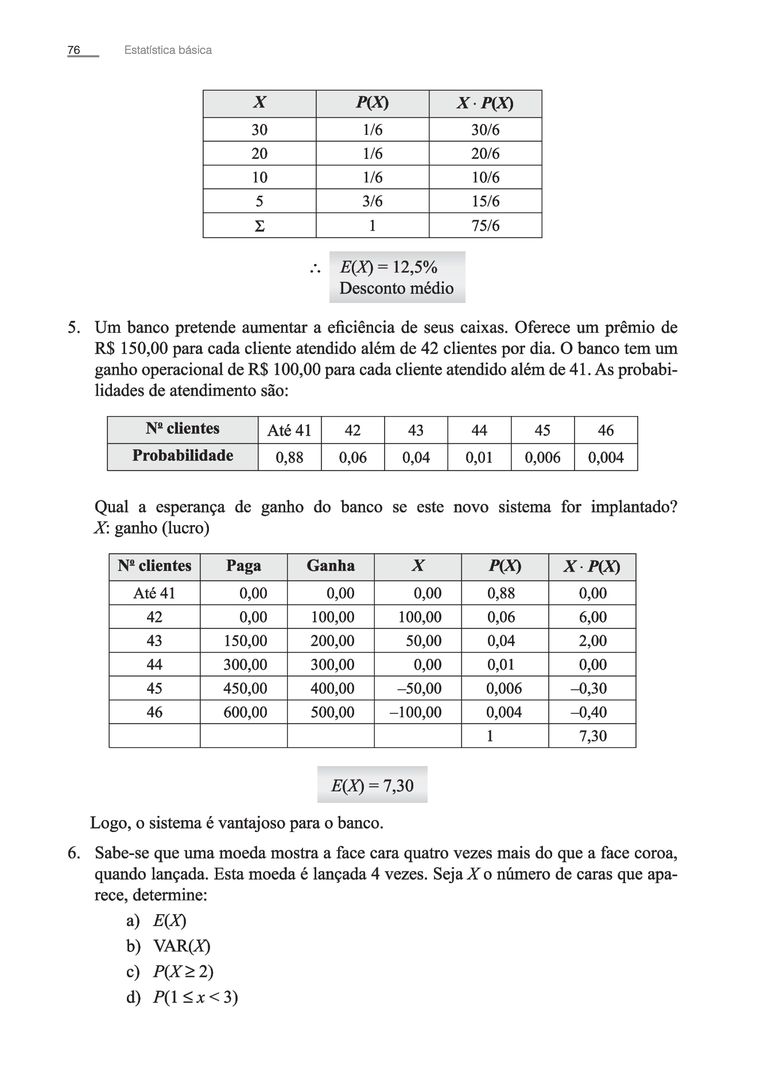 76 Estatística básica
X P(X) X · P(X)
30 1/6 30/6
20 1/6 20/6
10 1/6 10/6
5 3/6 15/6
Σ 1 75/6
∴ E(X) = 12,5%
Desconto médio
5. Um banco pretende aumentar a eficiência de seus caixas. Oferece um prêmio de
R$ 150,00 para cada cliente atendido além de 42 clientes por dia. O banco tem um
ganho operacional de R$ 100,00 para cada cliente atendido além de 41. As probabi-
lidades de atendimento são:
Nº clientes Até 41 42 43 44 45 46
Probabilidade 0,88 0,06 0,04 0,01 0,006 0,004
Qual a esperança de ganho do banco se este novo sistema for implantado?
X: ganho (lucro)
Nº clientes Paga Ganha X P(X) X · P(X)
Até 41 0,00 0,00 0,00 0,88 0,00
42 0,00 100,00 100,00 0,06 6,00
43 150,00 200,00 50,00 0,04 2,00
44 300,00 300,00 0,00 0,01 0,00
45 450,00 400,00 –50,00 0,006 –0,30
46 600,00 500,00 –100,00 0,004 –0,40
1 7,30
E(X) = 7,30
Logo, o sistema é vantajoso para o banco.
6. Sabe-se que uma moeda mostra a face cara quatro vezes mais do que a face coroa,
quando lançada. Esta moeda é lançada 4 vezes. Seja X o número de caras que apa-
rece, determine:
a) E(X)
b) VAR(X)
c) P(X ≥ 2)
d) P(1 ≤ x < 3)